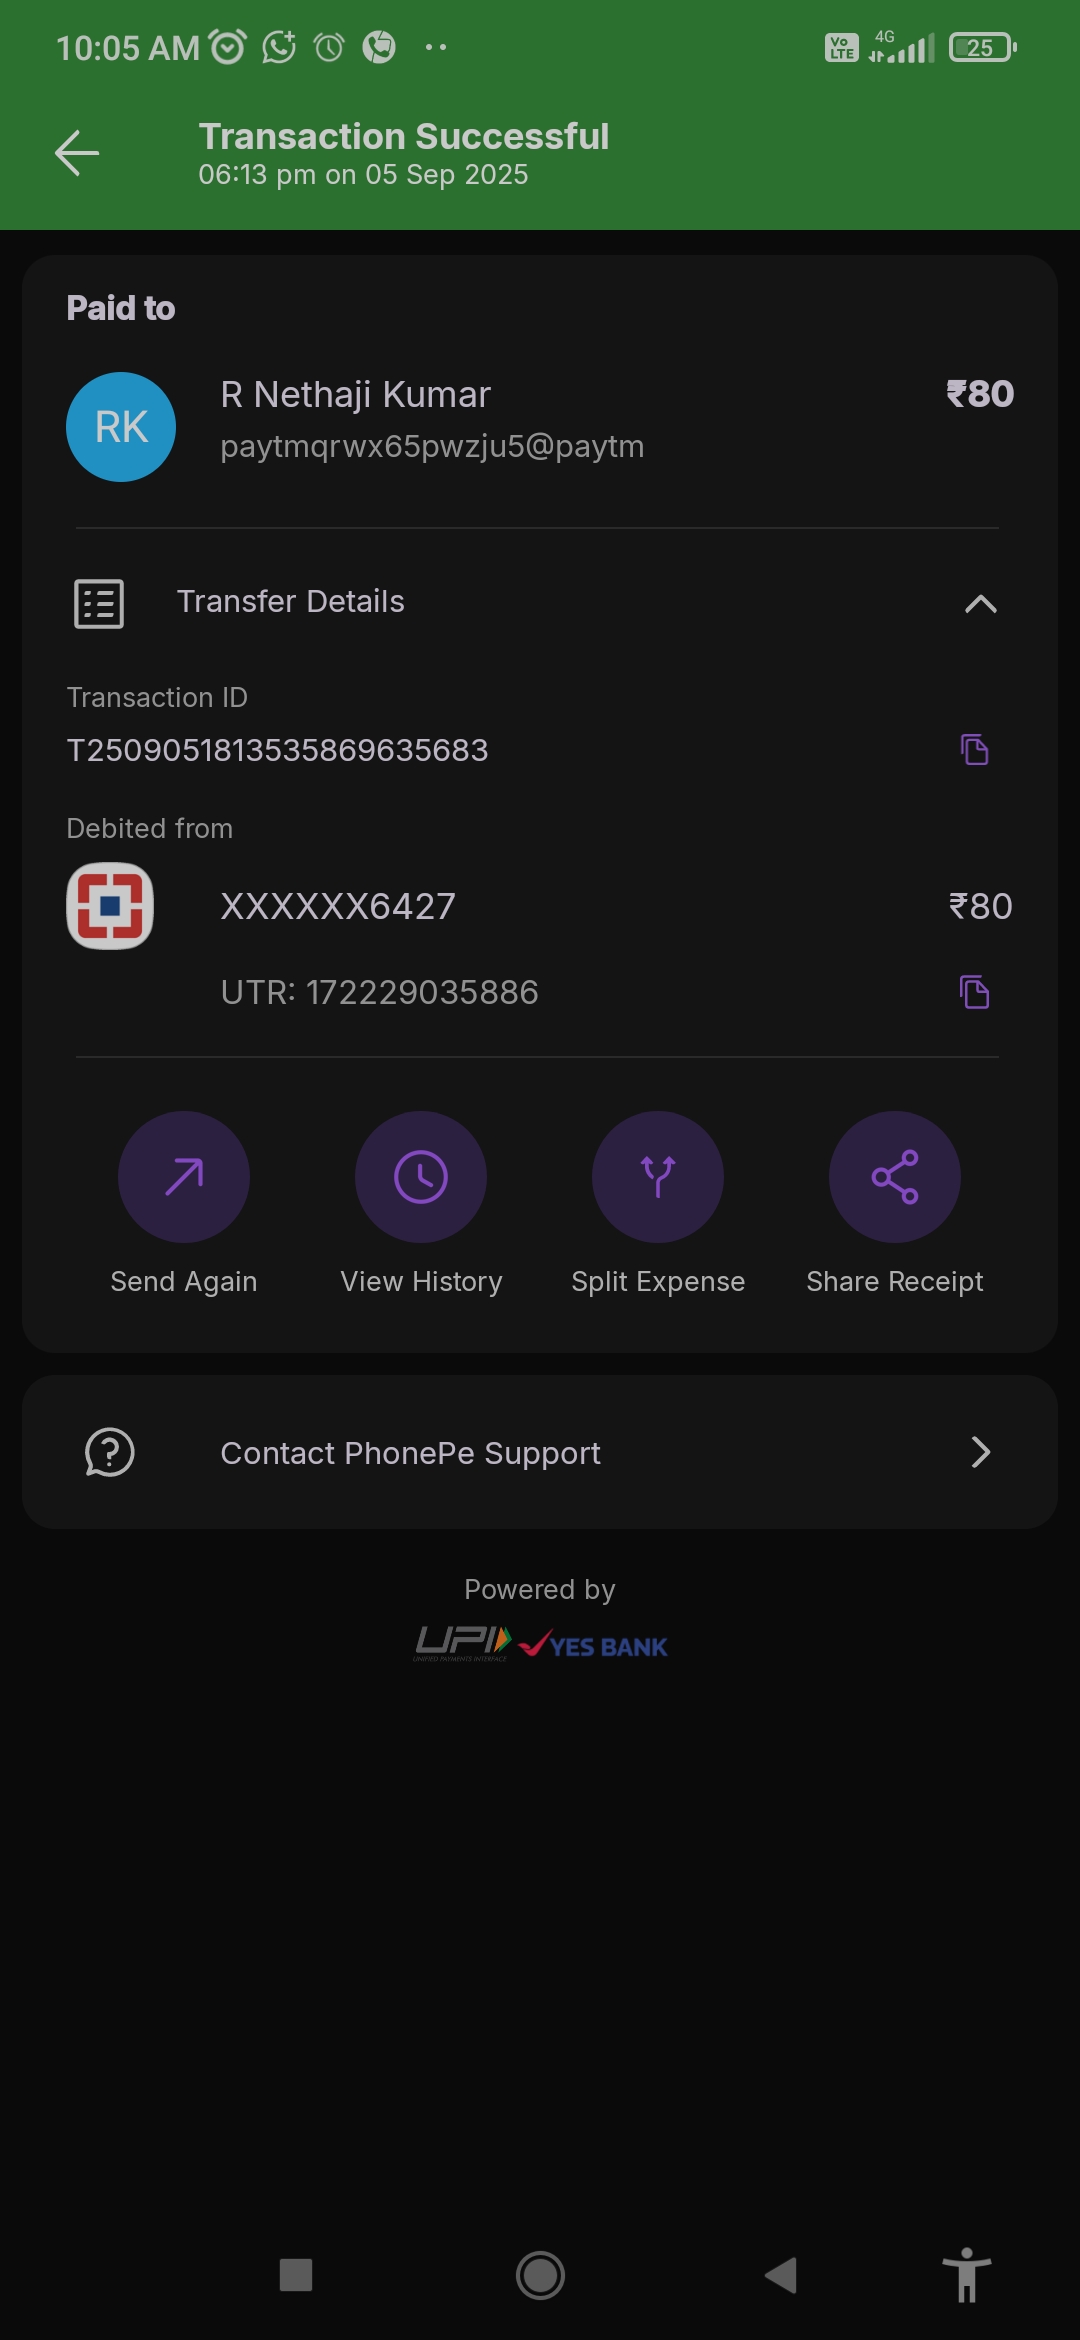 10:05 AM
Vo LTE 4G 25
Transaction Successful
06:13 pm on 05 Sep 2025
Paid to
RK
R Nethaji Kumar
₹80
paytmqrwx65pwzju5@paytm
Transfer Details
Transaction ID
T2509051813535869635683
Debited from
XXXXXX6427
₹80
UTR: 172229035886
Send Again
View History
Split Expense
Share Receipt
Contact PhonePe Support
Powered by
UPI YES BANK
UNIFIED PAYMENTS INTERFACE